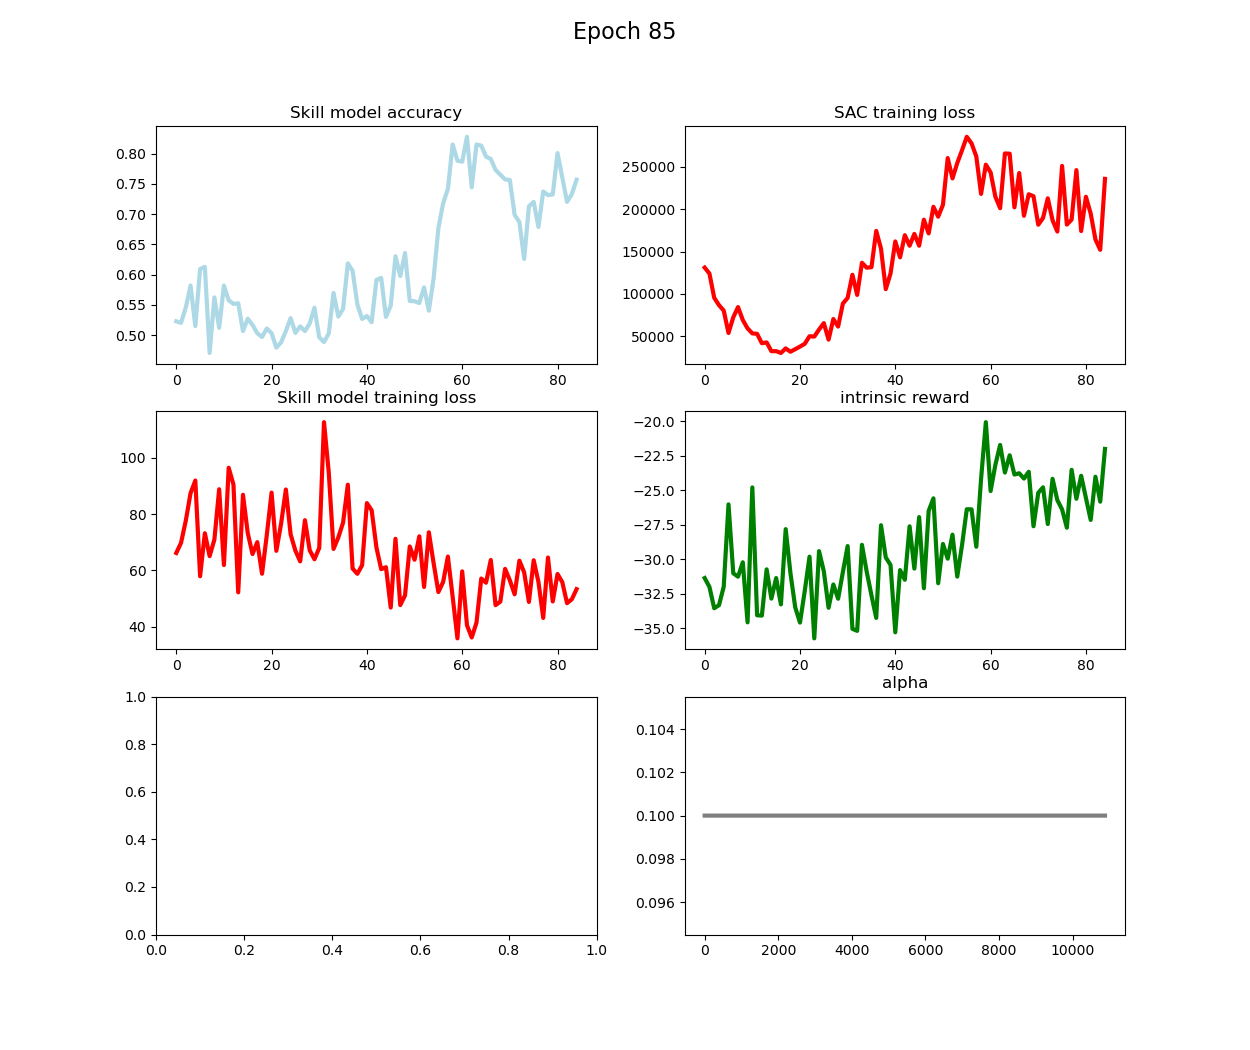 Epoch 85
Skill model accuracy
0.80
0.75
0.70
0.65
0.60
0.55
0.50
0 20 40 60 80
SAC training loss
250000
200000
150000
100000
50000
0 20 40 60 80
Skill model training loss
100
80
60
40
0 20 40 60 80
intrinsic reward
−20.0
−22.5
−25.0
−27.5
−30.0
−32.5
−35.0
0 20 40 60 80
1.0
0.8
0.6
0.4
0.2
0.0
0.0 0.2 0.4 0.6 0.8 1.0
alpha
0.104
0.102
0.100
0.098
0.096
0 2000 4000 6000 8000 10000